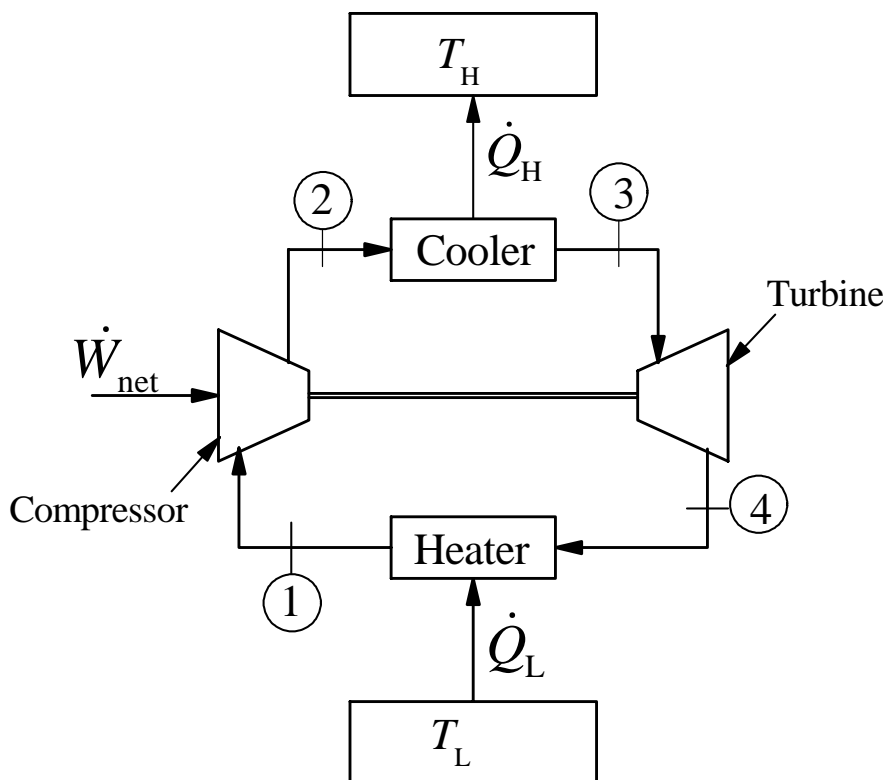 T_H
Q̇_H
2
3
Cooler
Turbine
Ẇ_net
Compressor
4
Heater
1
Q̇_L
T_L